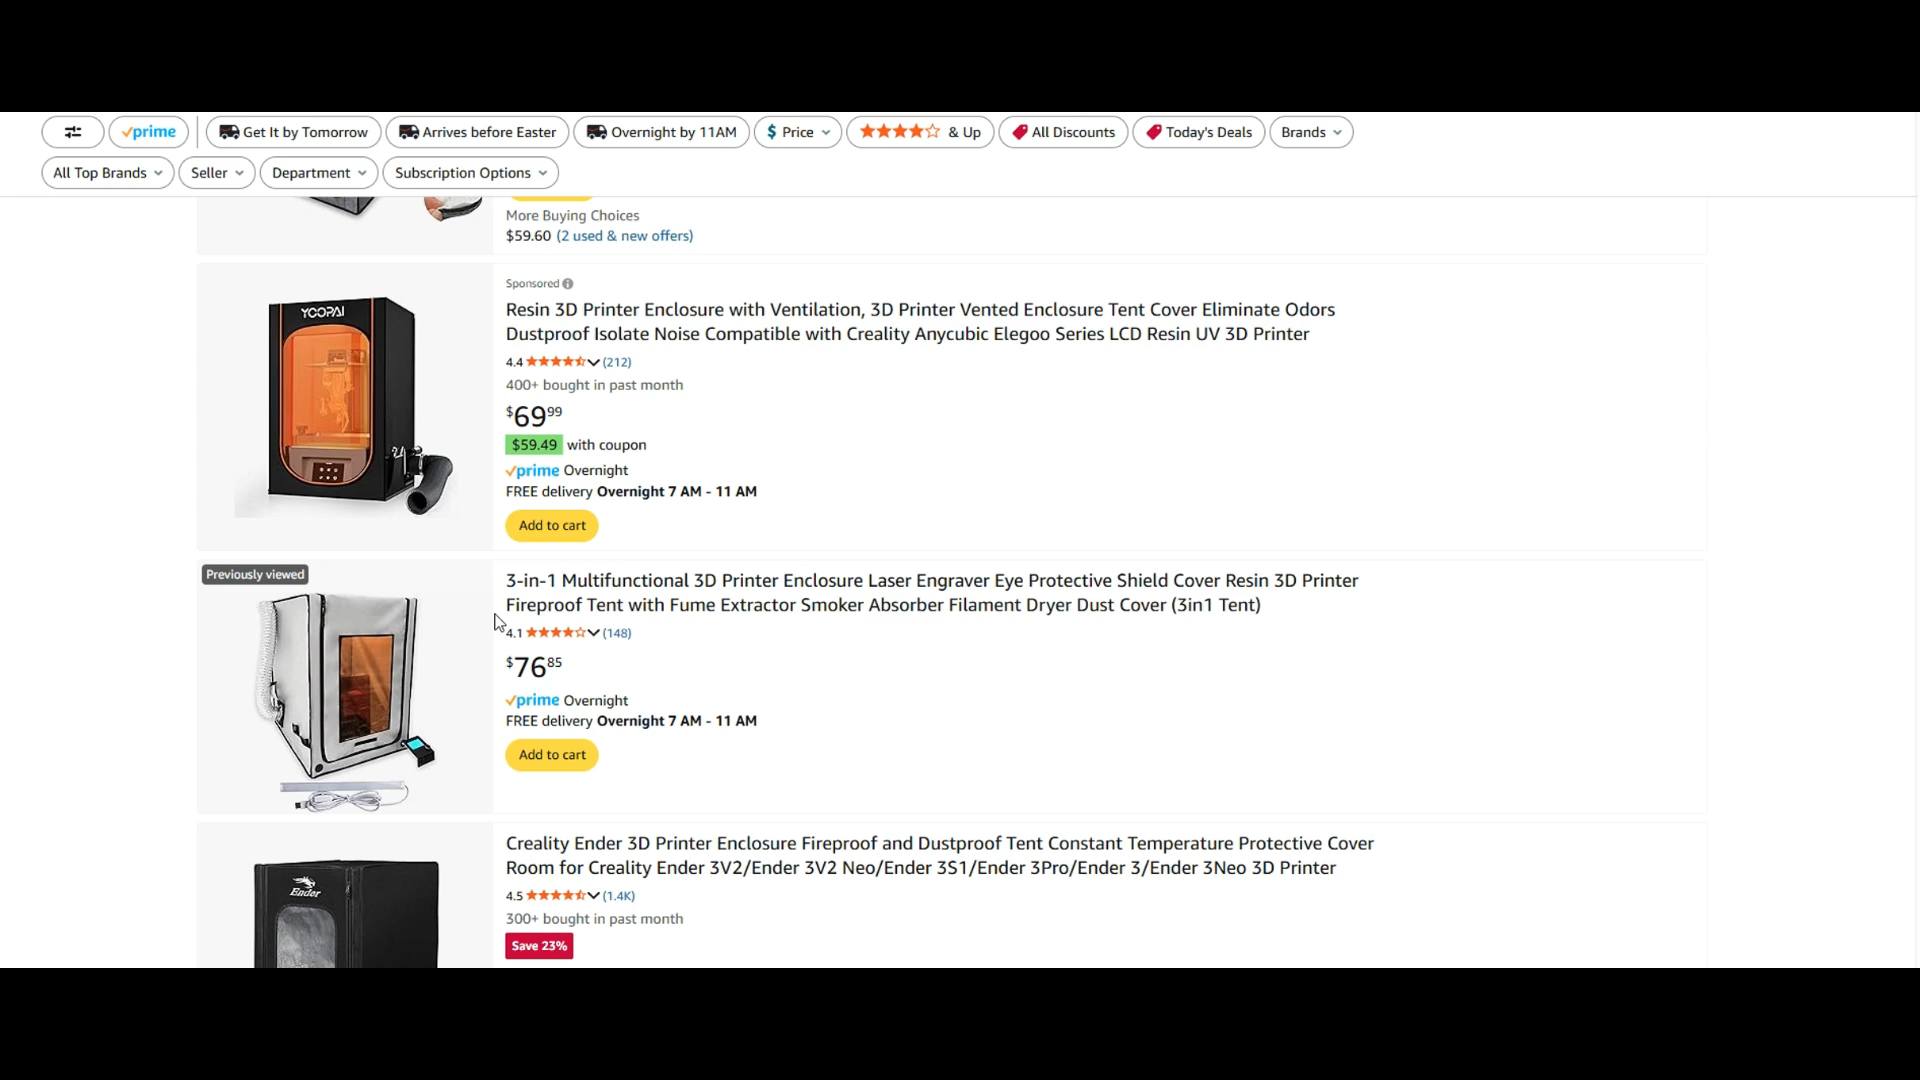 prime
Get It by Tomorrow
Arrives before Easter
Overnight by 11AM
$ Price
& Up
All Discounts
Today's Deals
Brands
All Top Brands
Seller
Department
Subscription Options
More Buying Choices
$59.60 (2 used & new offers)
YOOPAI
Sponsored
Resin 3D Printer Enclosure with Ventilation, 3D Printer Vented Enclosure Tent Cover Eliminate Odors
Dustproof Isolate Noise Compatible with Creality Anycubic Elegoo Series LCD Resin UV 3D Printer
4.4 (212)
400+ bought in past month
$69.99
$59.49 with coupon
prime Overnight
FREE delivery Overnight 7 AM - 11 AM
Add to cart
Previously viewed
3-in-1 Multifunctional 3D Printer Enclosure Laser Engraver Eye Protective Shield Cover Resin 3D Printer
Fireproof Tent with Fume Extractor Smoker Absorber Filament Dryer Dust Cover (3in1 Tent)
4.1 (148)
$76.85
prime Overnight
FREE delivery Overnight 7 AM - 11 AM
Add to cart
Ender
Creality Ender 3D Printer Enclosure Fireproof and Dustproof Tent Constant Temperature Protective Cover
Room for Creality Ender 3V2/Ender 3V2 Neo/Ender 3S1/Ender 3Pro/Ender 3/Ender 3Neo 3D Printer
4.5 (1.4K)
300+ bought in past month
Save 23%